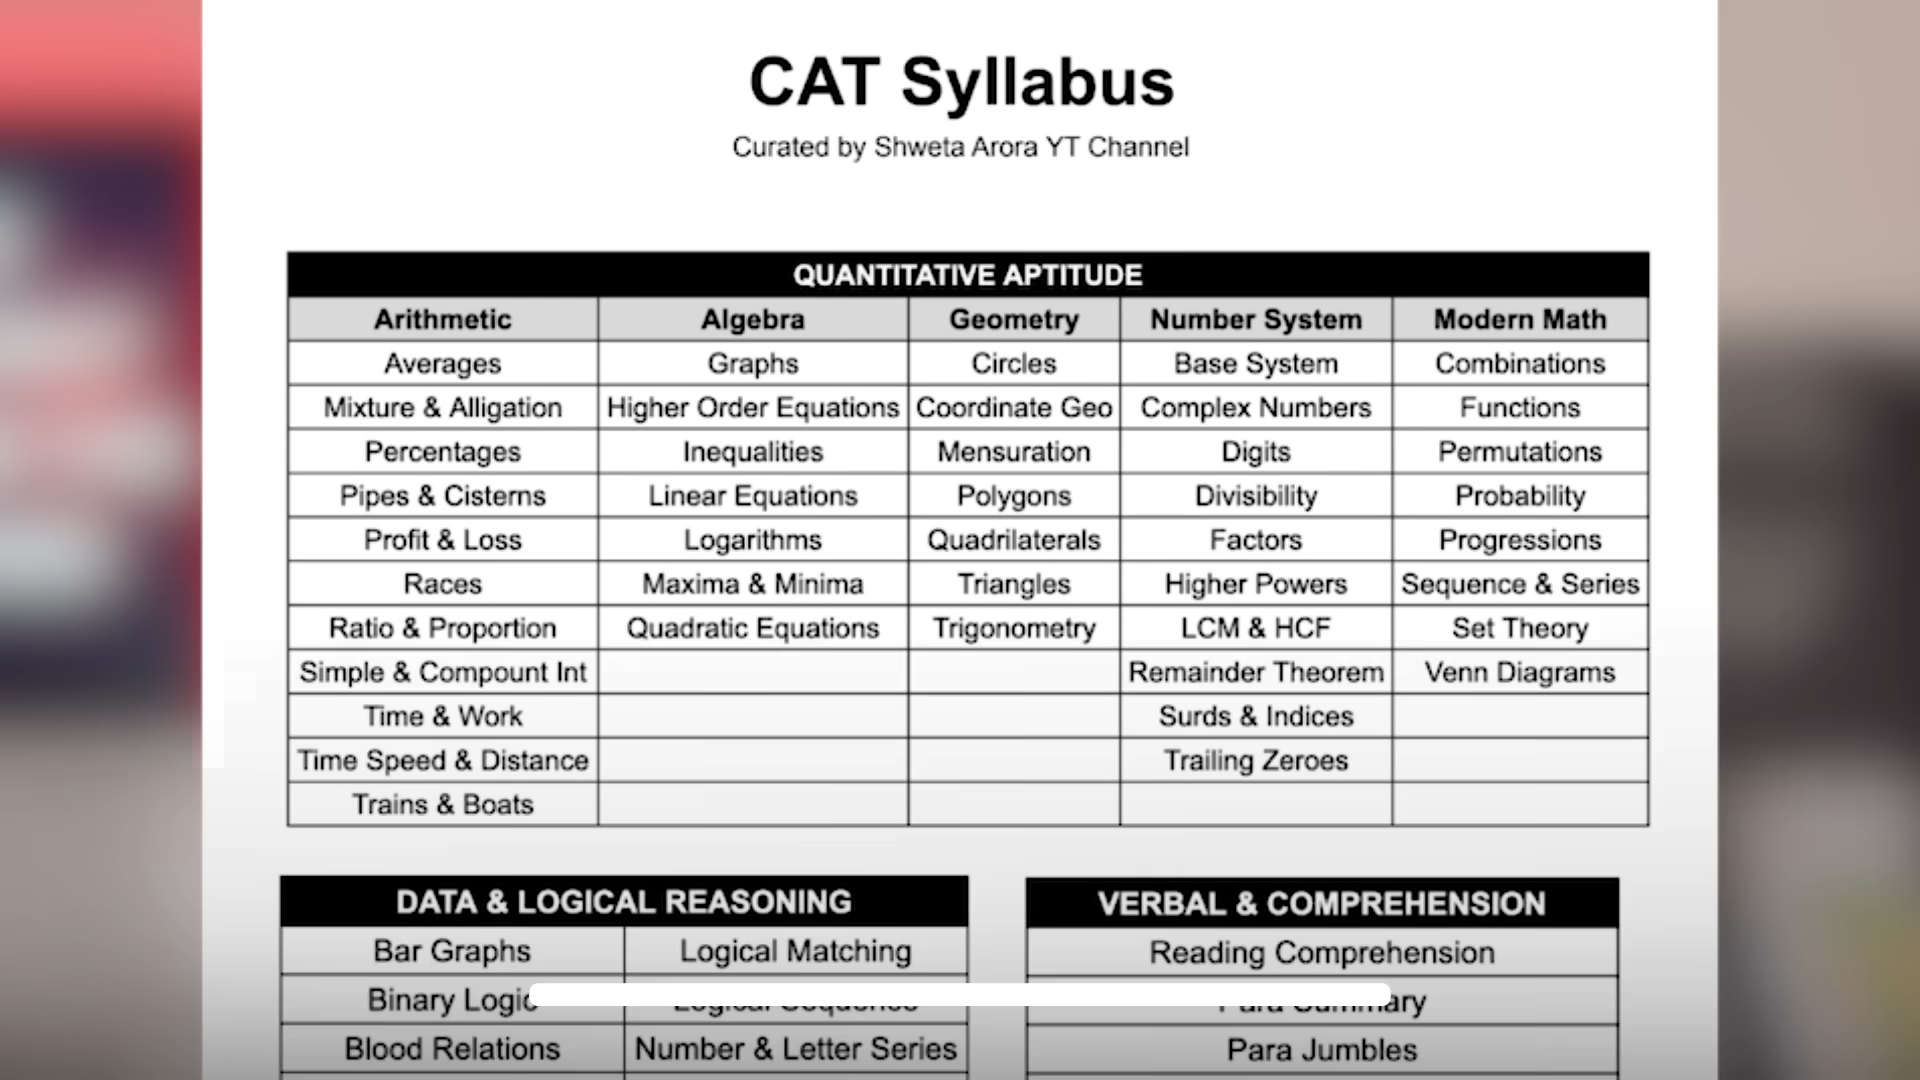 CAT Syllabus
Curated by Shweta Arora YT Channel
QUANTITATIVE APTITUDE
Arithmetic Algebra Geometry Number System Modern Math
Averages Graphs Circles Base System Combinations
Mixture & Alligation Higher Order Equations Coordinate Geo Complex Numbers Functions
Percentages Inequalities Mensuration Digits Permutations
Pipes & Cisterns Linear Equations Polygons Divisibility Probability
Profit & Loss Logarithms Quadrilaterals Factors Progressions
Races Maxima & Minima Triangles Higher Powers Sequence & Series
Ratio & Proportion Quadratic Equations Trigonometry LCM & HCF Set Theory
Simple & Compount Int Remainder Theorem Venn Diagrams
Time & Work Surds & Indices
Time Speed & Distance Trailing Zeroes
Trains & Boats
DATA & LOGICAL REASONING VERBAL & COMPREHENSION
Bar Graphs Logical Matching Reading Comprehension
Binary Logic Logical Sequence Para Summary
Blood Relations Number & Letter Series Para Jumbles